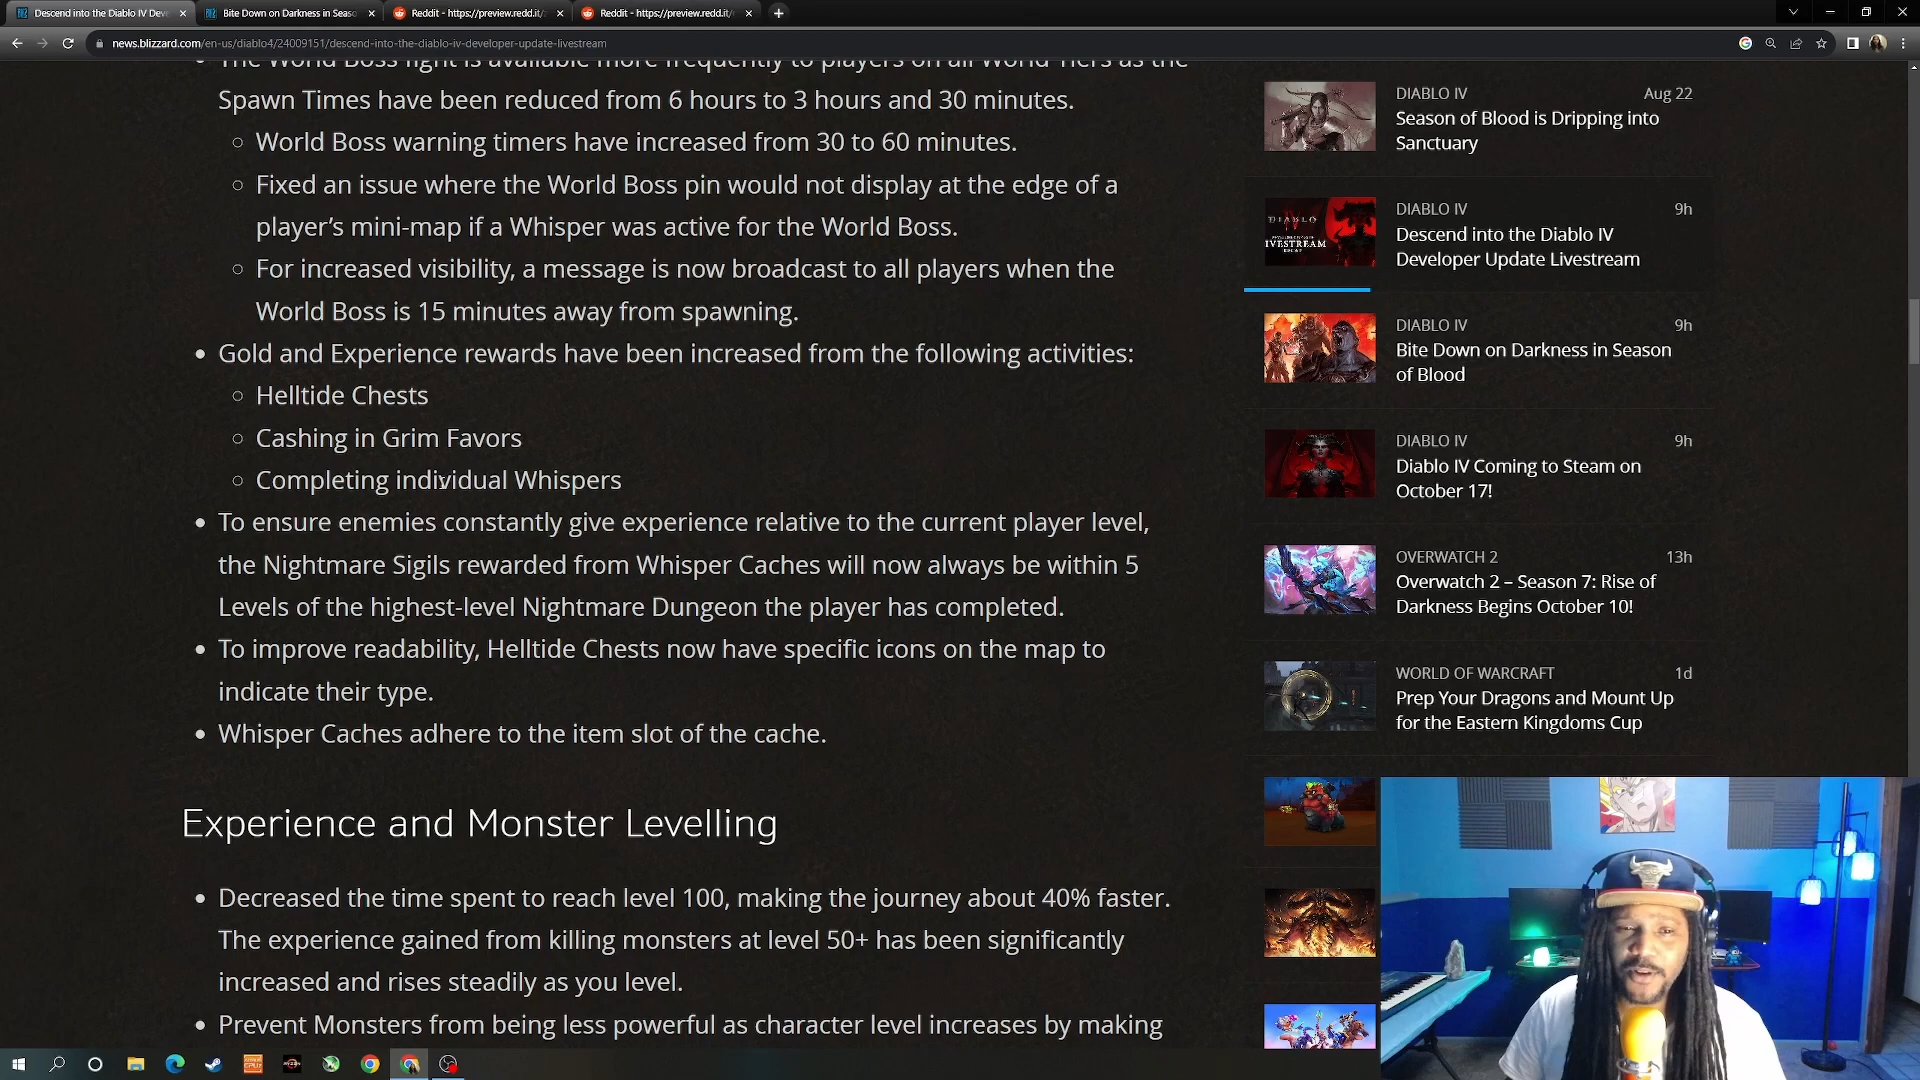 Descend into the Diablo IV Dev
Bite Down on Darkness in Seaso
Reddit - https://preview.redd.it/
Reddit - https://preview.redd.it/
news.blizzard.com/en-us/diablo4/24009151/descend-into-the-diablo-iv-developer-update-livestream
The World Boss fight is available more frequently to players on all World Tiers as the
Spawn Times have been reduced from 6 hours to 3 hours and 30 minutes.
World Boss warning timers have increased from 30 to 60 minutes.
Fixed an issue where the World Boss pin would not display at the edge of a
player’s mini-map if a Whisper was active for the World Boss.
For increased visibility, a message is now broadcast to all players when the
World Boss is 15 minutes away from spawning.
Gold and Experience rewards have been increased from the following activities:
Helltide Chests
Cashing in Grim Favors
Completing individual Whispers
To ensure enemies constantly give experience relative to the current player level,
the Nightmare Sigils rewarded from Whisper Caches will now always be within 5
Levels of the highest-level Nightmare Dungeon the player has completed.
To improve readability, Helltide Chests now have specific icons on the map to
indicate their type.
Whisper Caches adhere to the item slot of the cache.
Experience and Monster Levelling
Decreased the time spent to reach level 100, making the journey about 40% faster.
The experience gained from killing monsters at level 50+ has been significantly
increased and rises steadily as you level.
Prevent Monsters from being less powerful as character level increases by making
DIABLO IV Aug 22
Season of Blood is Dripping into
Sanctuary
DIABLO IV 9h
Descend into the Diablo IV
Developer Update Livestream
DIABLO
IVESTREAM
DIABLO IV 9h
Bite Down on Darkness in Season
of Blood
DIABLO IV 9h
Diablo IV Coming to Steam on
October 17!
OVERWATCH 2 13h
Overwatch 2 – Season 7: Rise of
Darkness Begins October 10!
WORLD OF WARCRAFT 1d
Prep Your Dragons and Mount Up
for the Eastern Kingdoms Cup